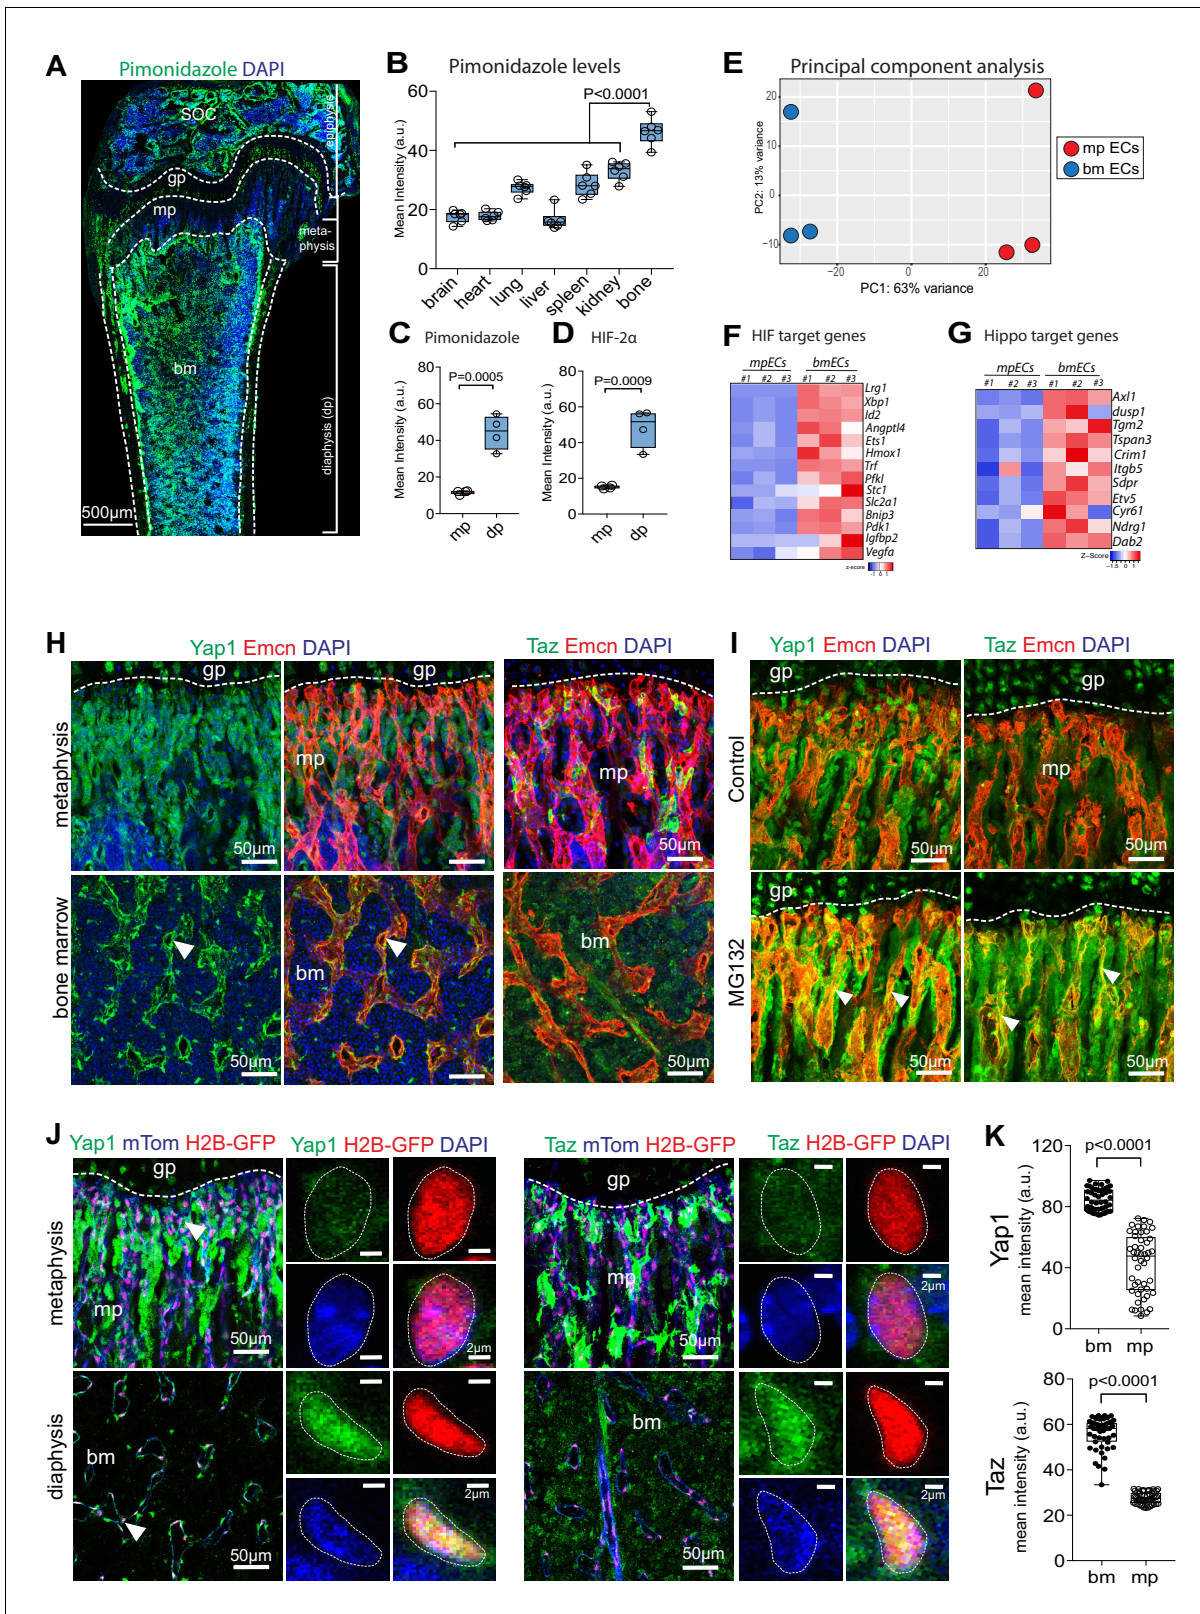 A
Pimonidazole DAPI
SOC
gp
mp
bm
epiphysis
meta-
physis
diaphysis (dp)
500µm
B
Pimonidazole levels
P<0.0001
Mean Intensity (a.u.)
60
40
20
0
brain
heart
lung
liver
spleen
kidney
bone
C
Pimonidazole
P=0.0005
Mean Intensity (a.u.)
80
60
40
20
0
mp
dp
D
HIF-2α
P=0.0009
Mean Intensity (a.u.)
80
60
40
20
0
mp
dp
E
Principal component analysis
PC2: 13% variance
20
10
0
−10
−20
0
20
PC1: 63% variance
mp ECs
bm ECs
F
HIF target genes
mpECs bmECs
#1 #2 #3 #1 #2 #3
Lrg1
Xbp1
Id2
Angptl4
Ets1
Hmox1
Trf
Pfkl
Stc1
Slc2a1
Bnip3
Pdk1
Igfbp2
Vegfa
z-score
-1 0 1
G
Hippo target genes
mpECs bmECs
#1 #2 #3 #1 #2 #3
Axl1
dusp1
Tgm2
Tspan3
Crim1
Itgb5
Sdpr
Etv5
Cyr61
Ndrg1
Dab2
Z−Score
−1.5 0 1
H
Yap1 Emcn DAPI
Taz Emcn DAPI
metaphysis
gp
gp
mp
mp
50µm
50µm
bone marrow
bm
bm
50µm
50µm
I
Yap1 Emcn DAPI
Taz Emcn DAPI
Control
gp
gp
mp
50µm
50µm
MG132
gp
gp
50µm
50µm
J
Yap1 mTom H2B-GFP
Yap1 H2B-GFP DAPI
Taz mTom H2B-GFP
Taz H2B-GFP DAPI
metaphysis
gp
mp
50µm
2µm
gp
mp
50µm
2µm
diaphysis
bm
50µm
2µm
bm
50µm
2µm
K
Yap1
mean intensity (a.u.)
p<0.0001
120
80
40
0
bm
mp
Taz
mean intensity (a.u.)
p<0.0001
80
60
40
20
0
bm
mp